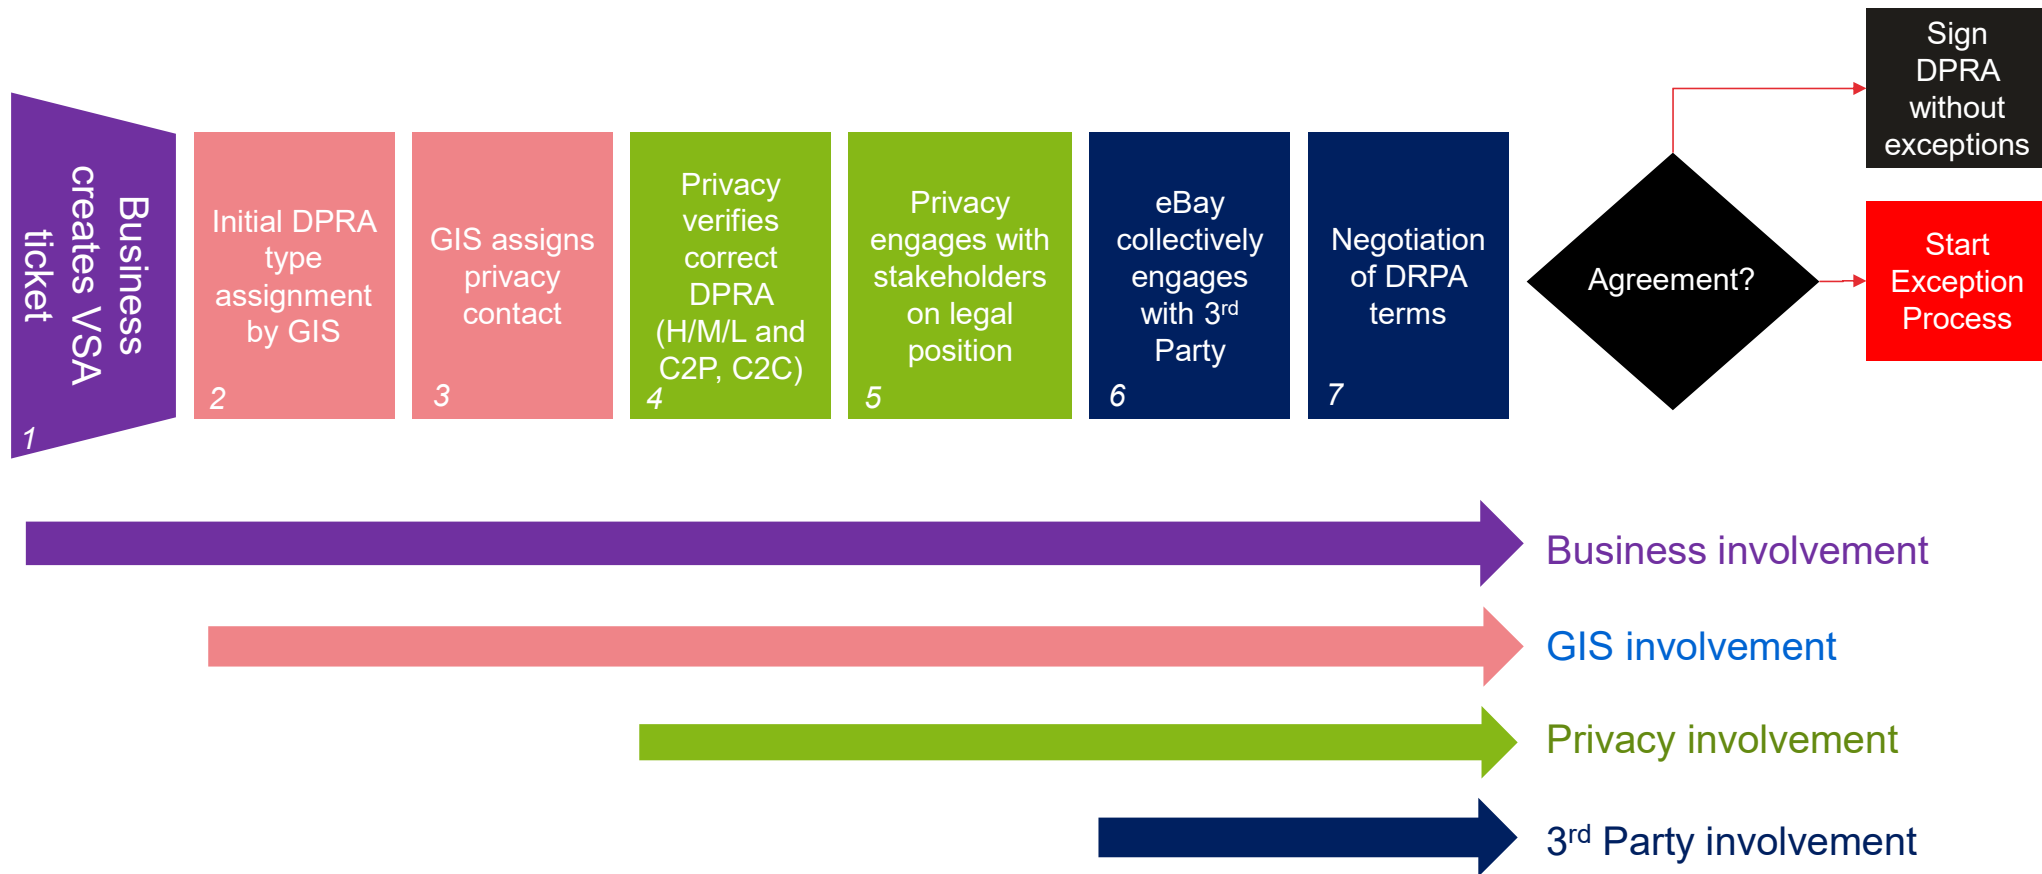 Business
creates VSA
ticket
1
Initial DPRA
type
assignment
by GIS
2
GIS assigns
privacy
contact
3
Privacy
verifies
correct
DPRA
(H/M/L and
C2P, C2C)
4
Privacy
engages with
stakeholders
on legal
position
5
eBay
collectively
engages
with 3rd
Party
6
Negotiation
of DRPA
terms
7
Agreement?
Sign
DPRA
without
exceptions
Start
Exception
Process
Business involvement
GIS involvement
Privacy involvement
3rd Party involvement